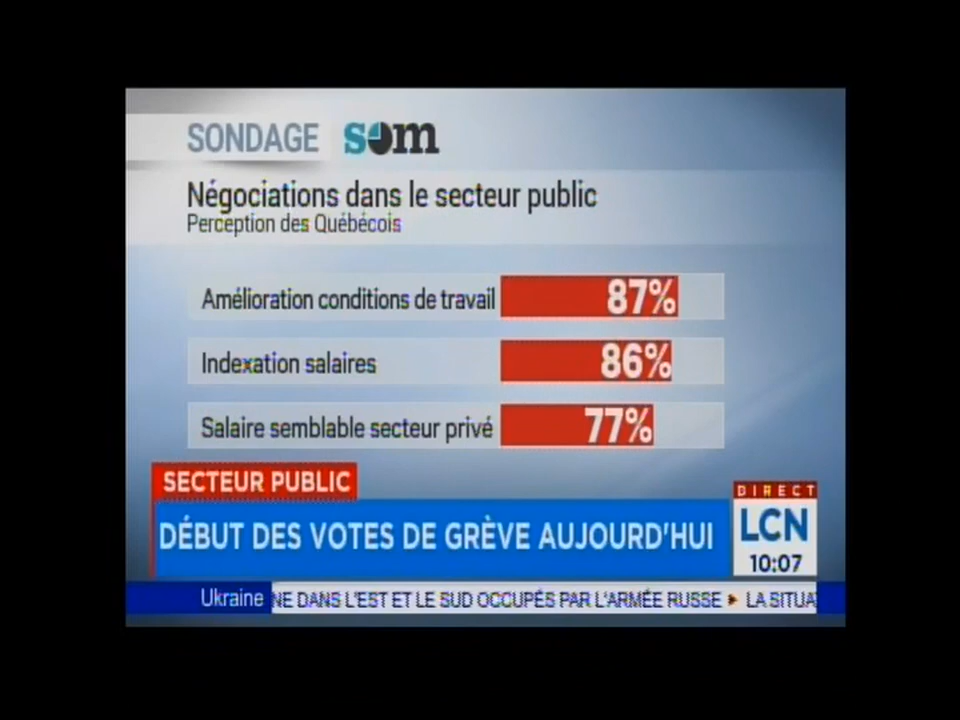 SONDAGE som
Négociations dans le secteur public
Perception des Québécois
Amélioration conditions de travail 87%
Indexation salaires 86%
Salaire semblable secteur privé 77%
SECTEUR PUBLIC
DÉBUT DES VOTES DE GRÈVE AUJOURD'HUI
DIRECT
LCN
10:07
Ukraine NE DANS L'EST ET LE SUD OCCUPÉS PAR L'ARMÉE RUSSE ▸ LA SITUA